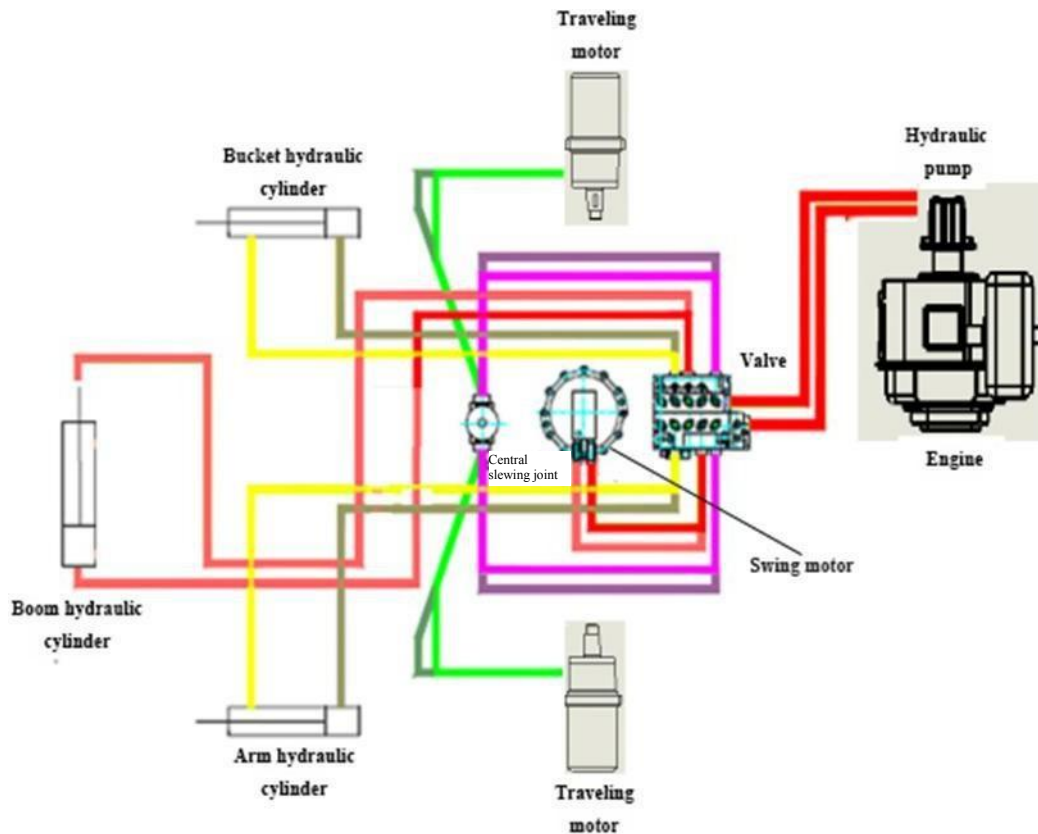 Traveling
motor
Hydraulic
pump
Bucket hydraulic
cylinder
Valve
Central
slewing joint
Engine
Swing motor
Boom hydraulic
cylinder
Arm hydraulic
cylinder
Traveling
motor